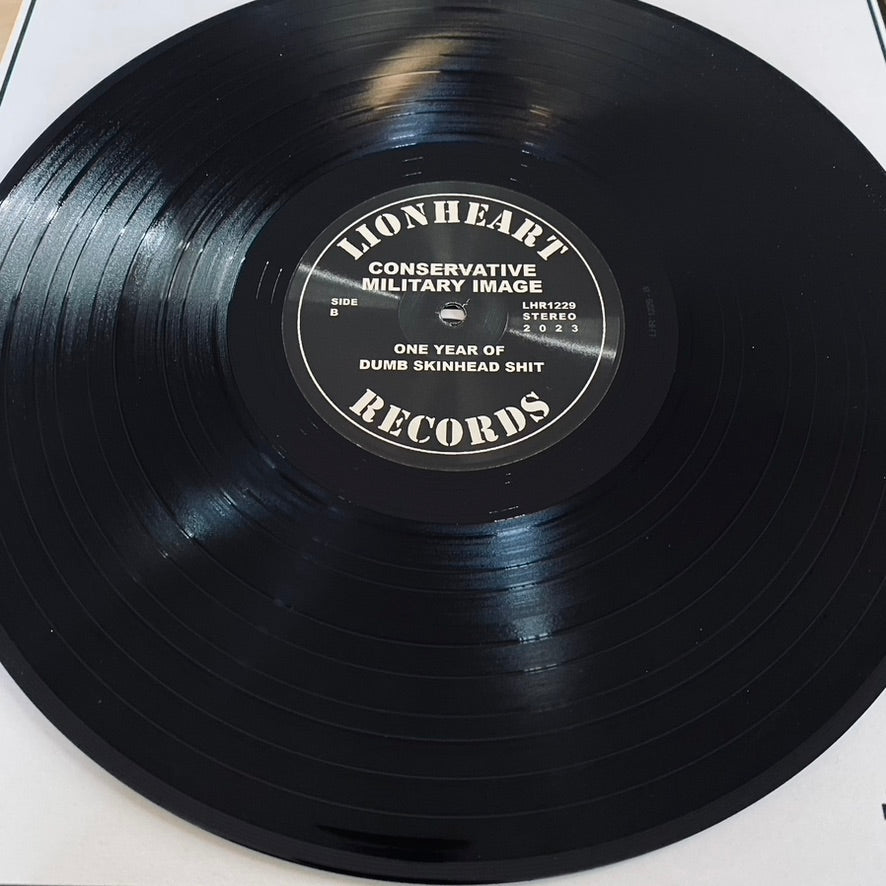 LIONHEART
CONSERVATIVE
MILITARY IMAGE
SIDE
B
LHR1229
STEREO
2023
ONE YEAR OF
DUMB SKINHEAD SHIT
RECORDS